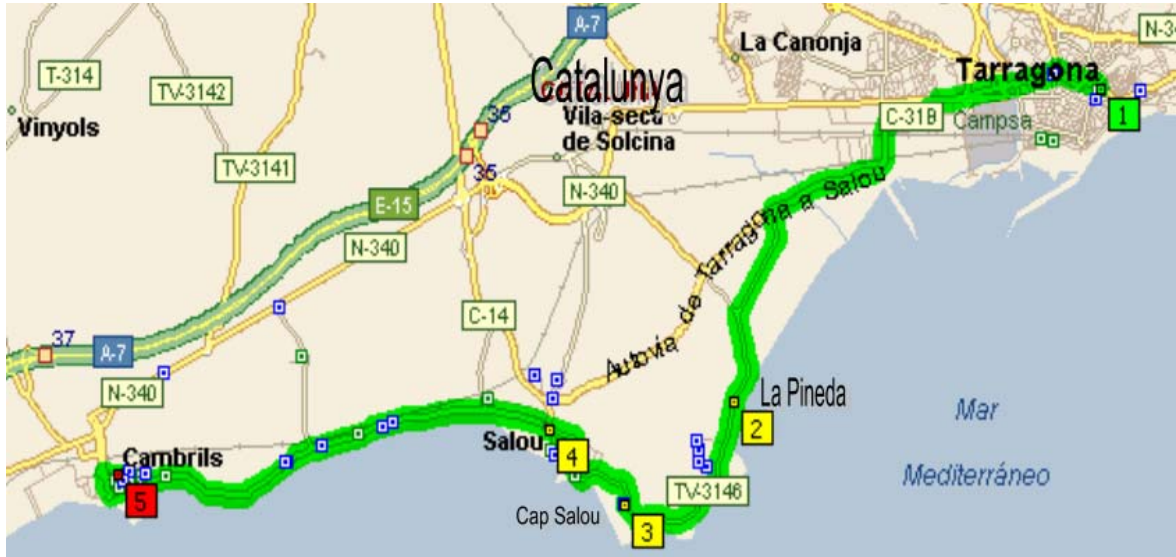 A-7
N-34
La Canonja
T-314
TV-3142
Catalunya
Tarragona
Vinyols
35
Vila-seca
de Solcina
C-31B
Campsa
1
TV-3141
35
N-340
E-15
N-340
Autovia de Tarragona a Salou
C-14
37
A-7
N-340
La Pineda
2
Mar
Mediterráneo
Salou
4
Cambrils
5
TV-3146
Cap Salou
3